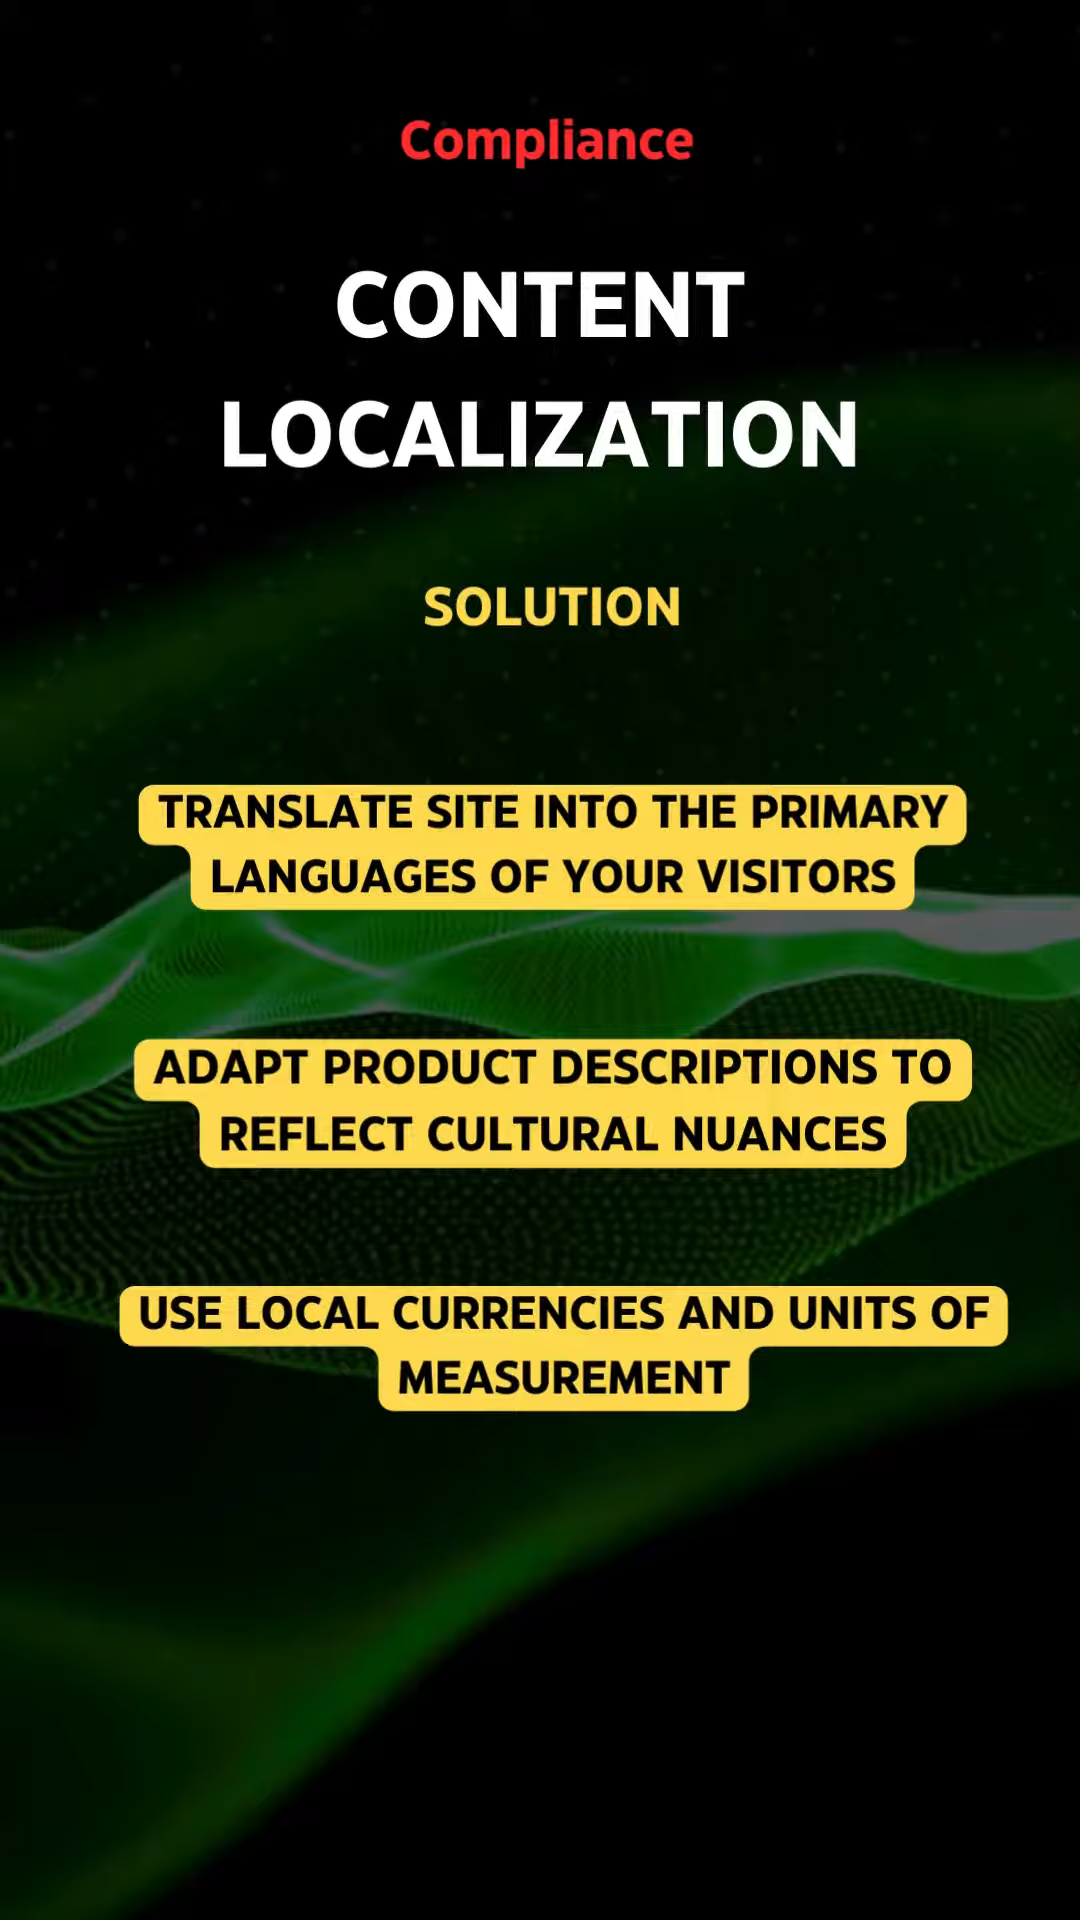 Compliance
CONTENT
LOCALIZATION
SOLUTION
TRANSLATE SITE INTO THE PRIMARY
LANGUAGES OF YOUR VISITORS
ADAPT PRODUCT DESCRIPTIONS TO
REFLECT CULTURAL NUANCES
USE LOCAL CURRENCIES AND UNITS OF
MEASUREMENT